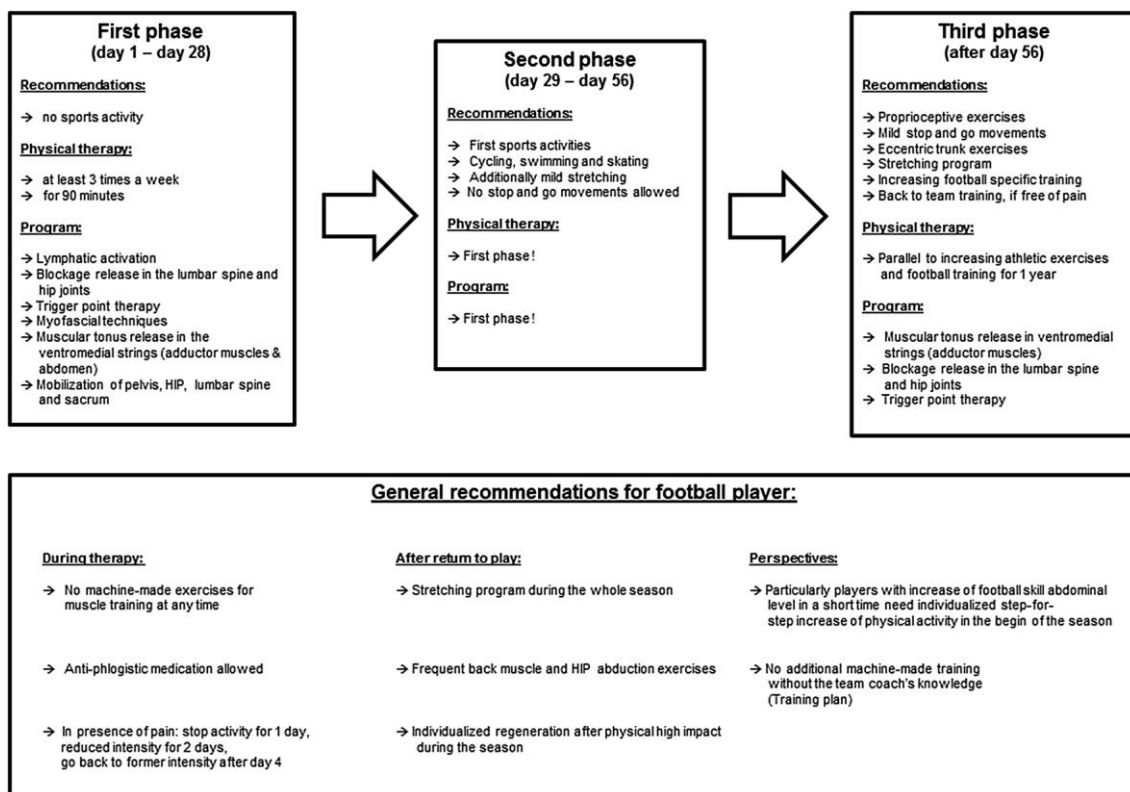 First phase
(day 1 – day 28)
Recommendations:
→ no sports activity
Physical therapy:
→ at least 3 times a week
→ for 90 minutes
Program:
→ Lymphatic activation
→ Blockage release in the lumbar spine and
hip joints
→ Trigger point therapy
→ Myofascial techniques
→ Muscular tonus release in the
ventromedial strings (adductor muscles &
abdomen)
→ Mobilization of pelvis, HIP, lumbar spine
and sacrum
Second phase
(day 29 – day 56)
Recommendations:
→ First sports activities
→ Cycling, swimming and skating
→ Additionally mild stretching
→ No stop and go movements allowed
Physical therapy:
→ First phase!
Program:
→ First phase!
Third phase
(after day 56)
Recommendations:
→ Proprioceptive exercises
→ Mild stop and go movements
→ Eccentric trunk exercises
→ Stretching program
→ Increasing football specific training
→ Back to team training, if free of pain
Physical therapy:
→ Parallel to increasing athletic exercises
and football training for 1 year
Program:
→ Muscular tonus release in ventromedial
strings (adductor muscles)
→ Blockage release in the lumbar spine
and hip joints
→ Trigger point therapy
General recommendations for football player:
During therapy:
→ No machine-made exercises for
muscle training at any time
→ Anti-phlogistic medication allowed
→ In presence of pain: stop activity for 1 day,
reduced intensity for 2 days,
go back to former intensity after day 4
After return to play:
→ Stretching program during the whole season
→ Frequent back muscle and HIP abduction exercises
→ Individualized regeneration after physical high impact
during the season
Perspectives:
→ Particularly players with increase of football skill abdominal
level in a short time need individualized step-for-
step increase of physical activity in the begin of the season
→ No additional machine-made training
without the team coach's knowledge
(Training plan)